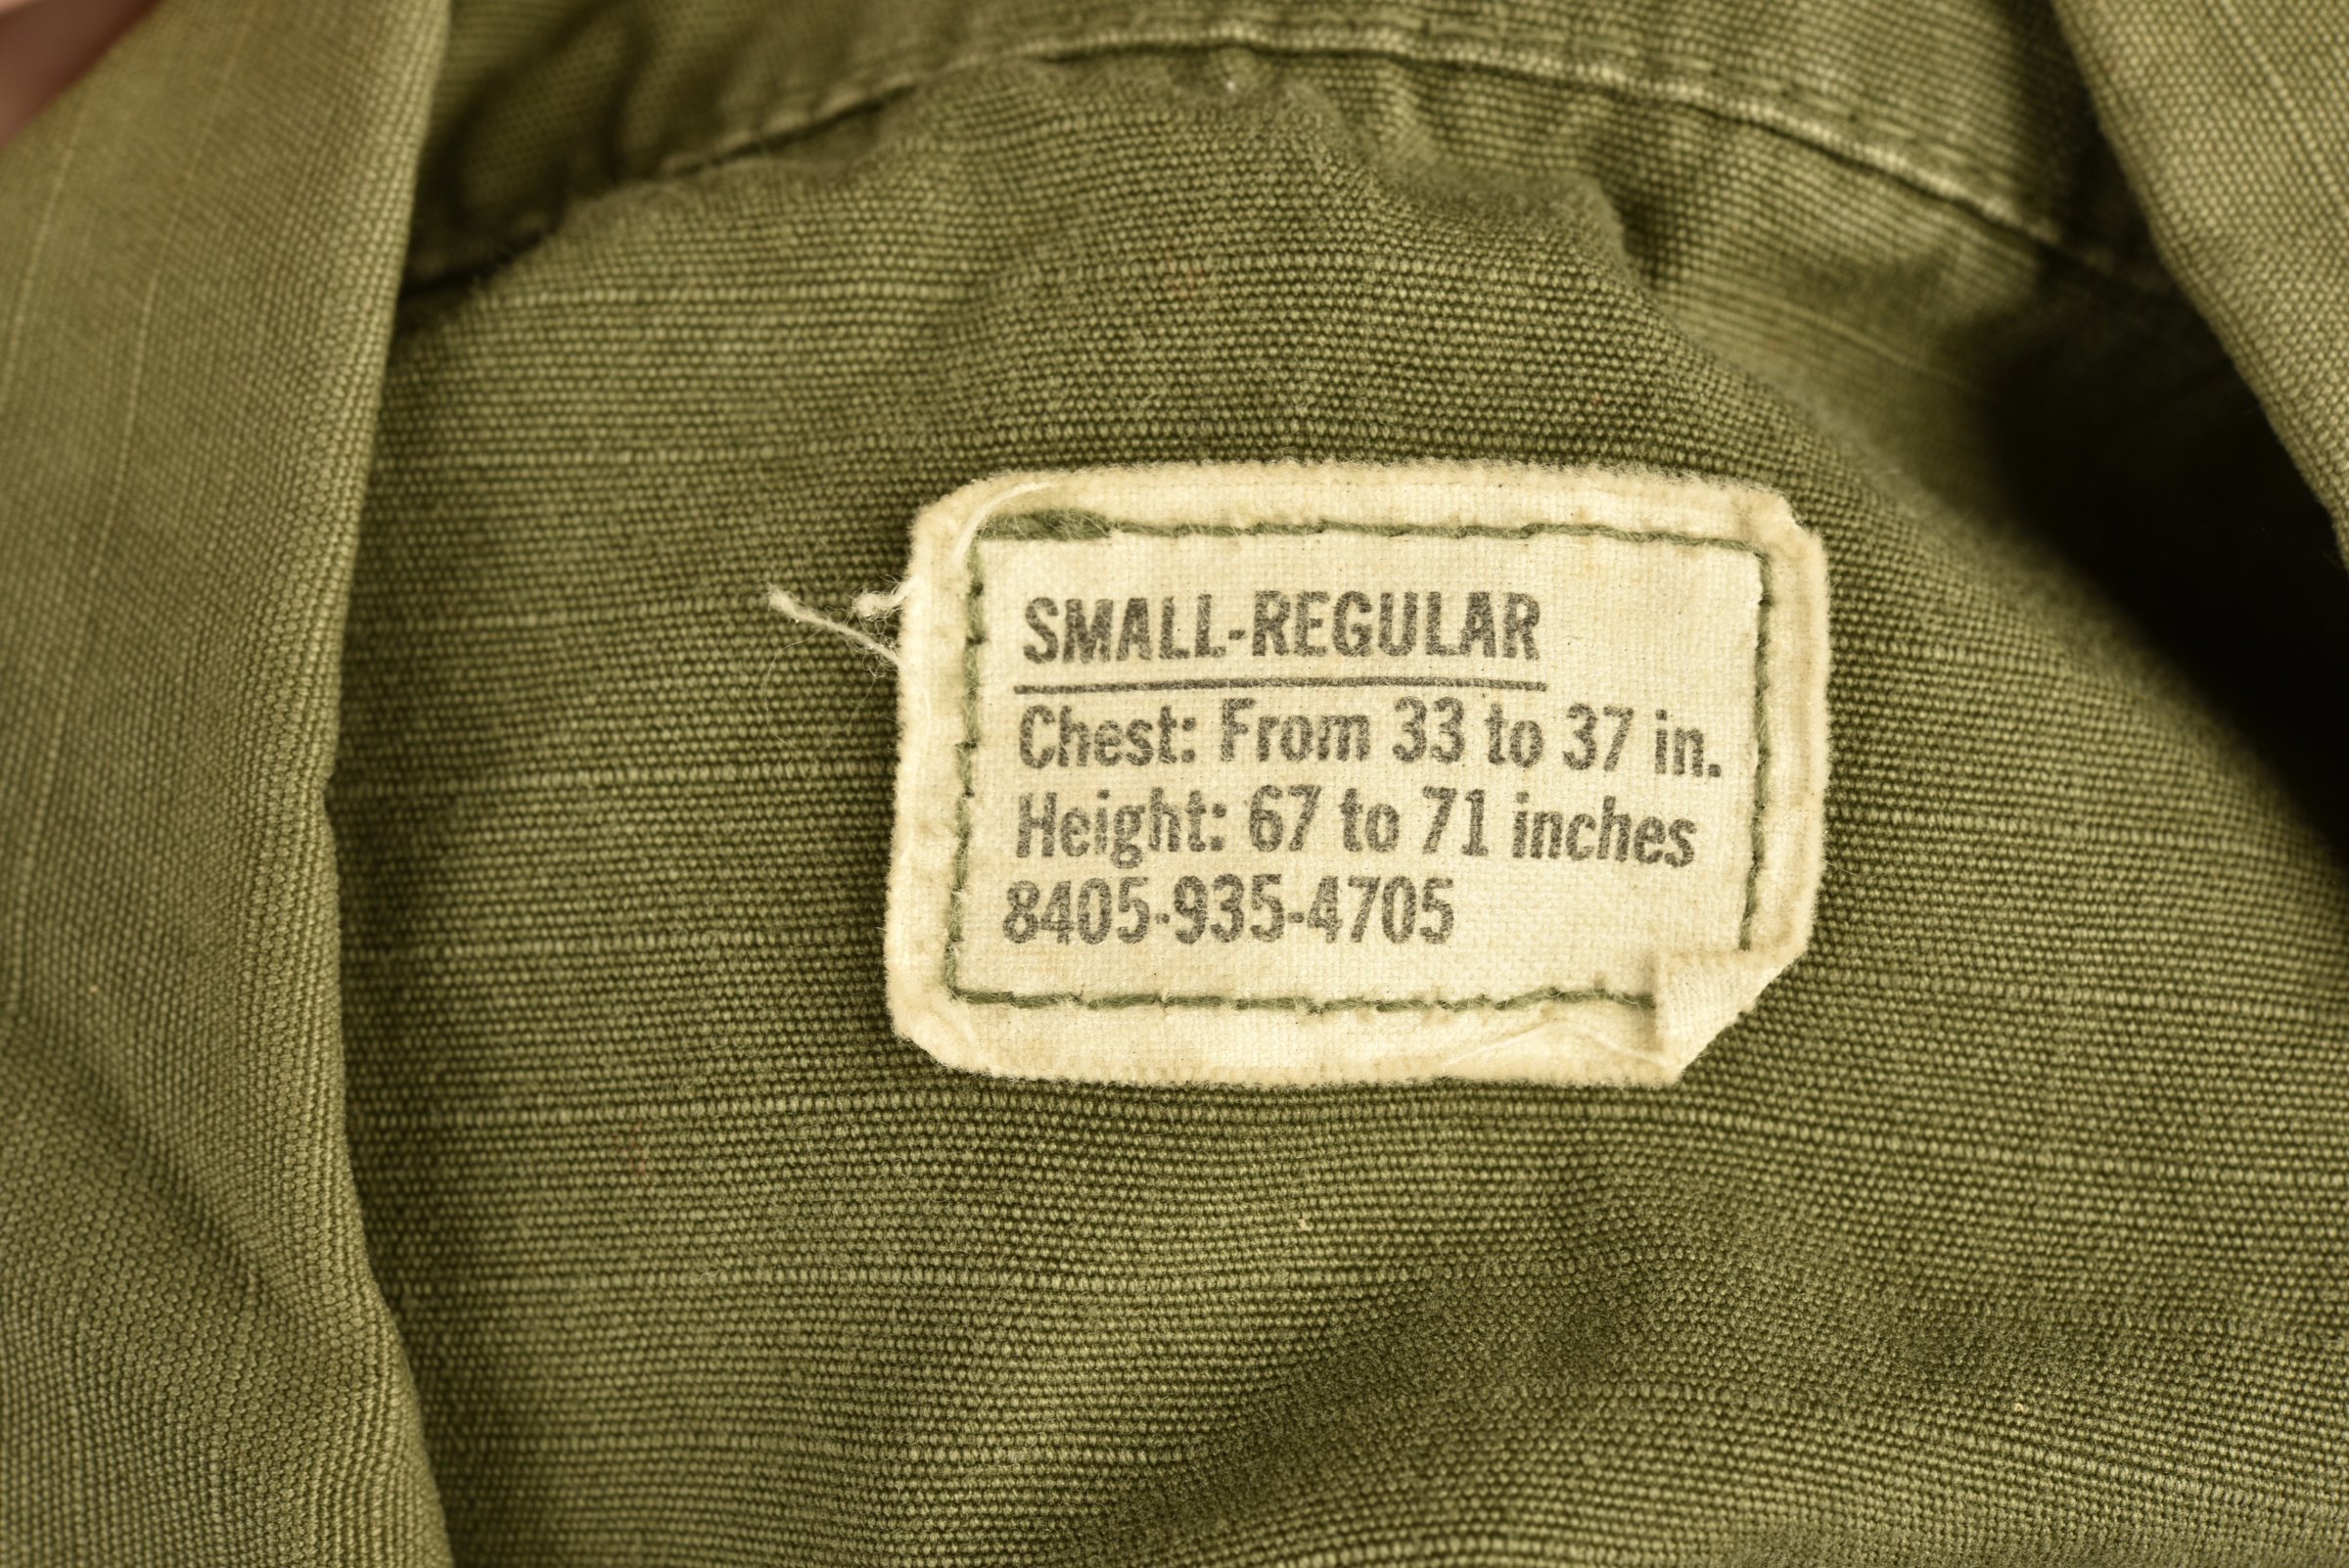 SMALL-REGULAR
Chest: From 33 to 37 in.
Height: 67 to 71 inches
8405-935-4705